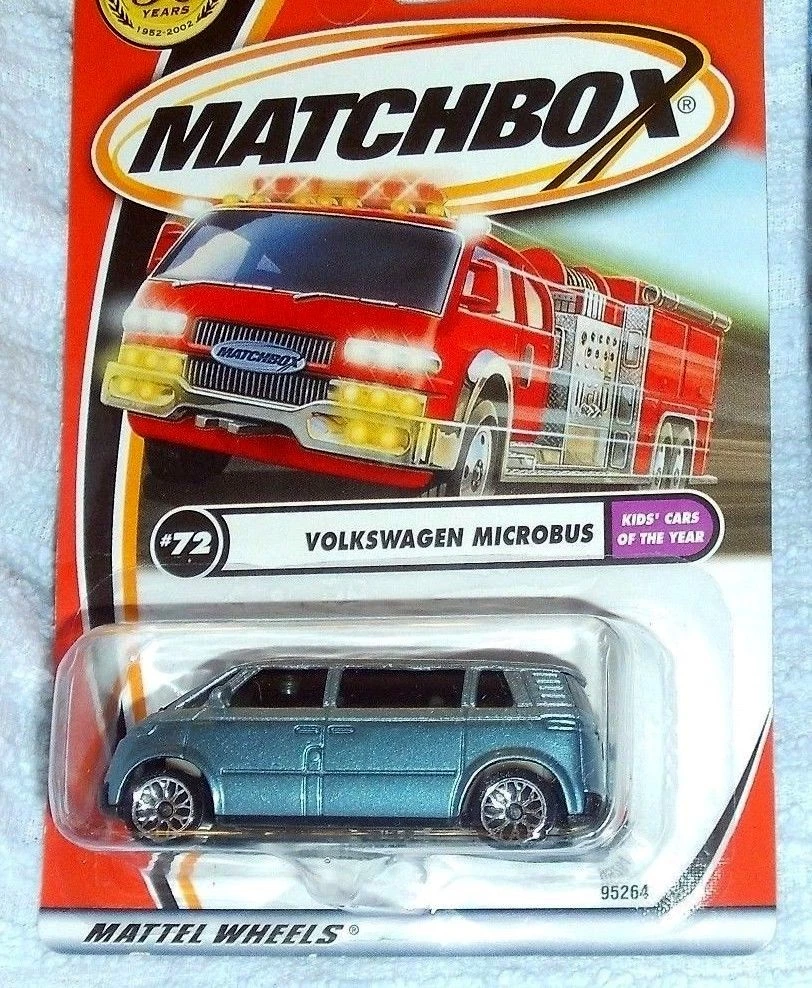 YEARS
1952-2002
MATCHBOX®
MATCHBOX
#72
VOLKSWAGEN MICROBUS
KIDS' CARS
OF THE YEAR
95264
MATTEL WHEELS®